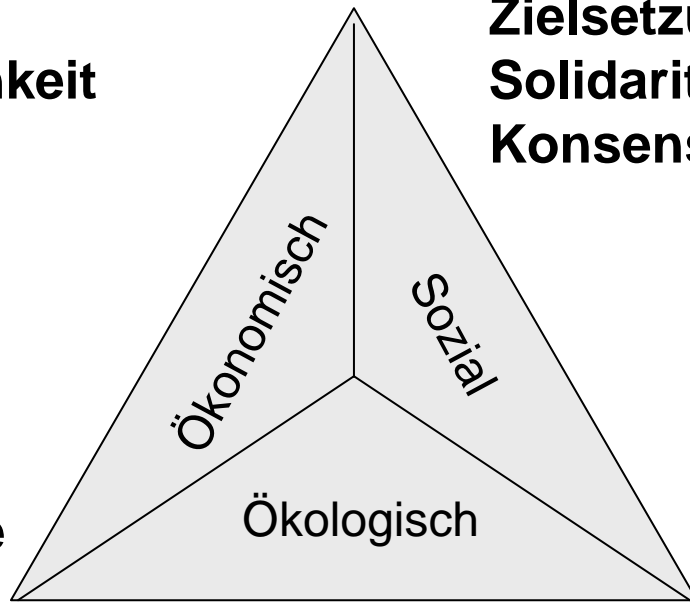 Zielsetzu
Solidarit
Konsens
nkeit
Ökonomisch
Sozial
Ökologisch
e